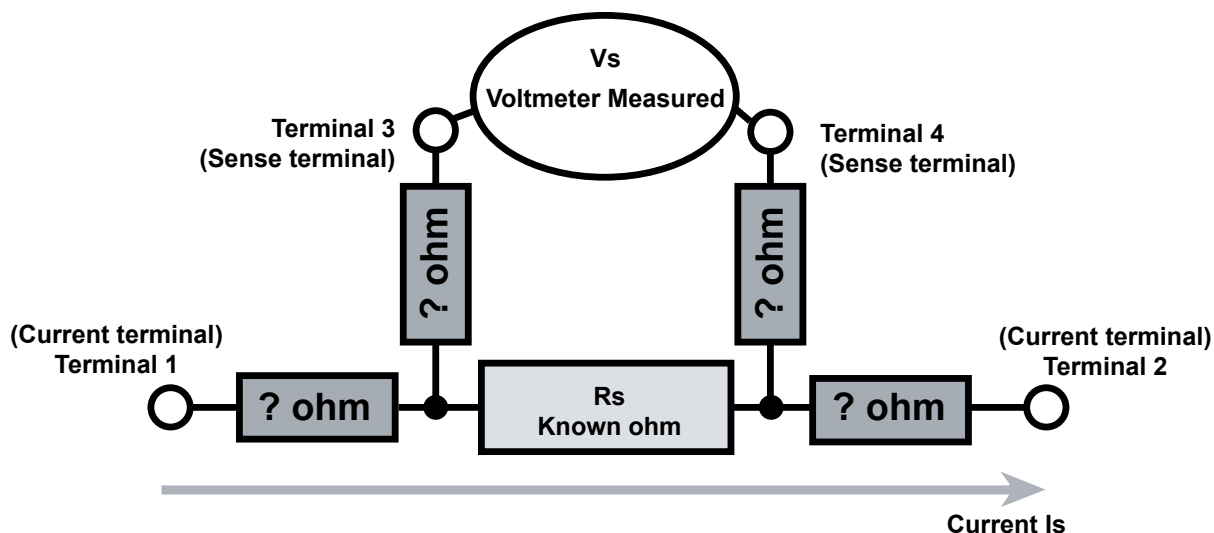 Vs
Voltmeter Measured
Terminal 3
(Sense terminal)
Terminal 4
(Sense terminal)
? ohm
? ohm
(Current terminal)
Terminal 1
(Current terminal)
Terminal 2
? ohm
Rs
Known ohm
? ohm
Current Is